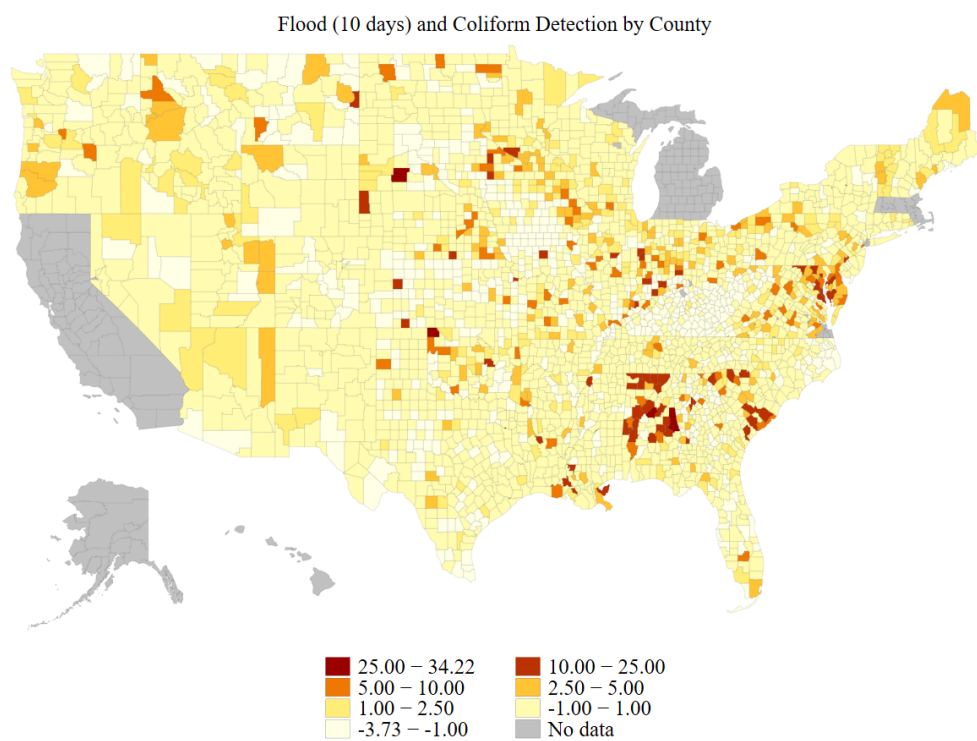 Flood (10 days) and Coliform Detection by County
25.00 − 34.22 10.00 − 25.00
5.00 − 10.00 2.50 − 5.00
1.00 − 2.50 -1.00 − 1.00
-3.73 − -1.00 No data